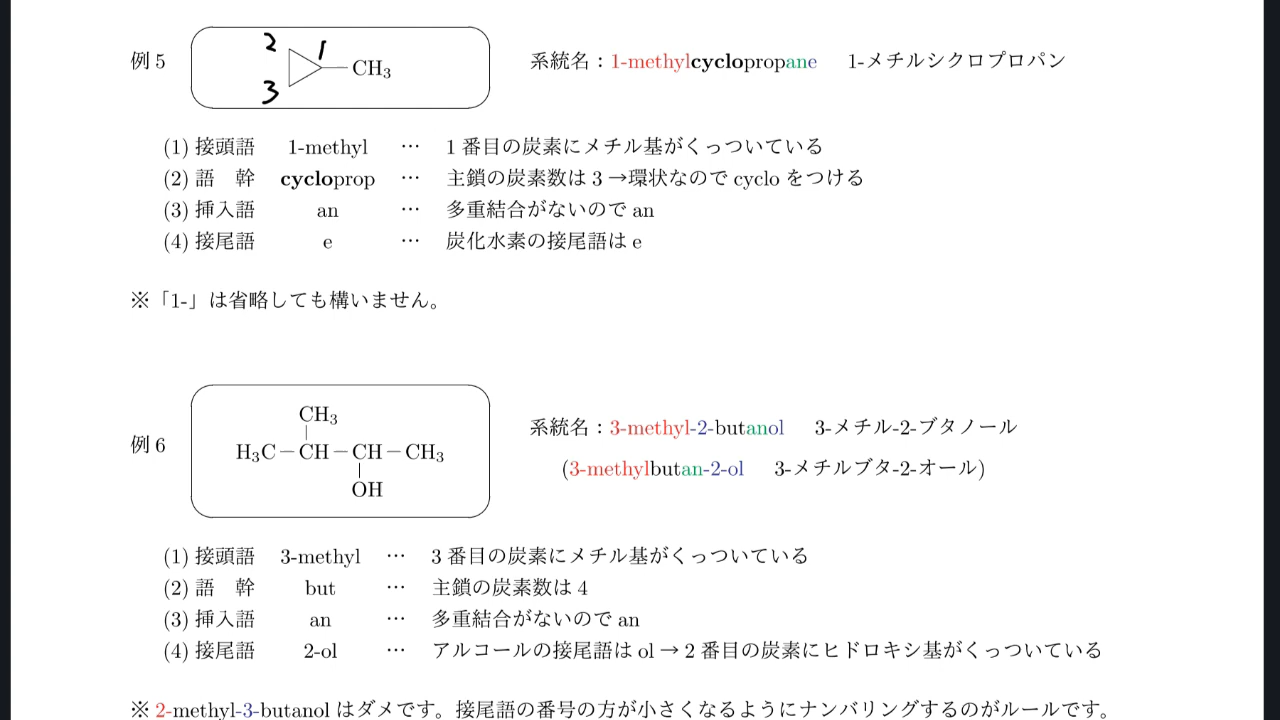 例 5
2 1 3 CH₃
系統名：1-methylcyclopropane 1-メチルシクロプロパン
(1) 接頭語 1-methyl … 1 番目の炭素にメチル基がくっついている
(2) 語 幹 cycloprop … 主鎖の炭素数は 3 →環状なので cyclo をつける
(3) 挿入語 an … 多重結合がないので an
(4) 接尾語 e … 炭化水素の接尾語は e
※「1-」は省略しても構いません。
例 6
CH₃
H₃C − CH − CH − CH₃
OH
系統名：3-methyl-2-butanol 3-メチル-2-ブタノール
(3-methylbutan-2-ol 3-メチルブタ-2-オール)
(1) 接頭語 3-methyl … 3 番目の炭素にメチル基がくっついている
(2) 語 幹 but … 主鎖の炭素数は 4
(3) 挿入語 an … 多重結合がないので an
(4) 接尾語 2-ol … アルコールの接尾語は ol → 2 番目の炭素にヒドロキシ基がくっついている
※ 2-methyl-3-butanol はダメです。接尾語の番号の方が小さくなるようにナンバリングするのがルールです。